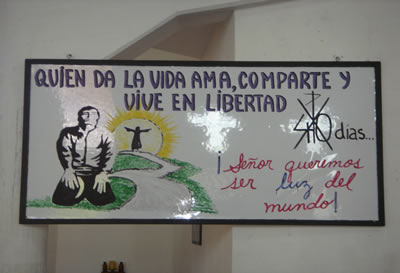 QUIEN DA LA VIDA AMA, COMPARTE Y
VIVE EN LIBERTAD
40 días...
¡Señor queremos
ser luz del
mundo!